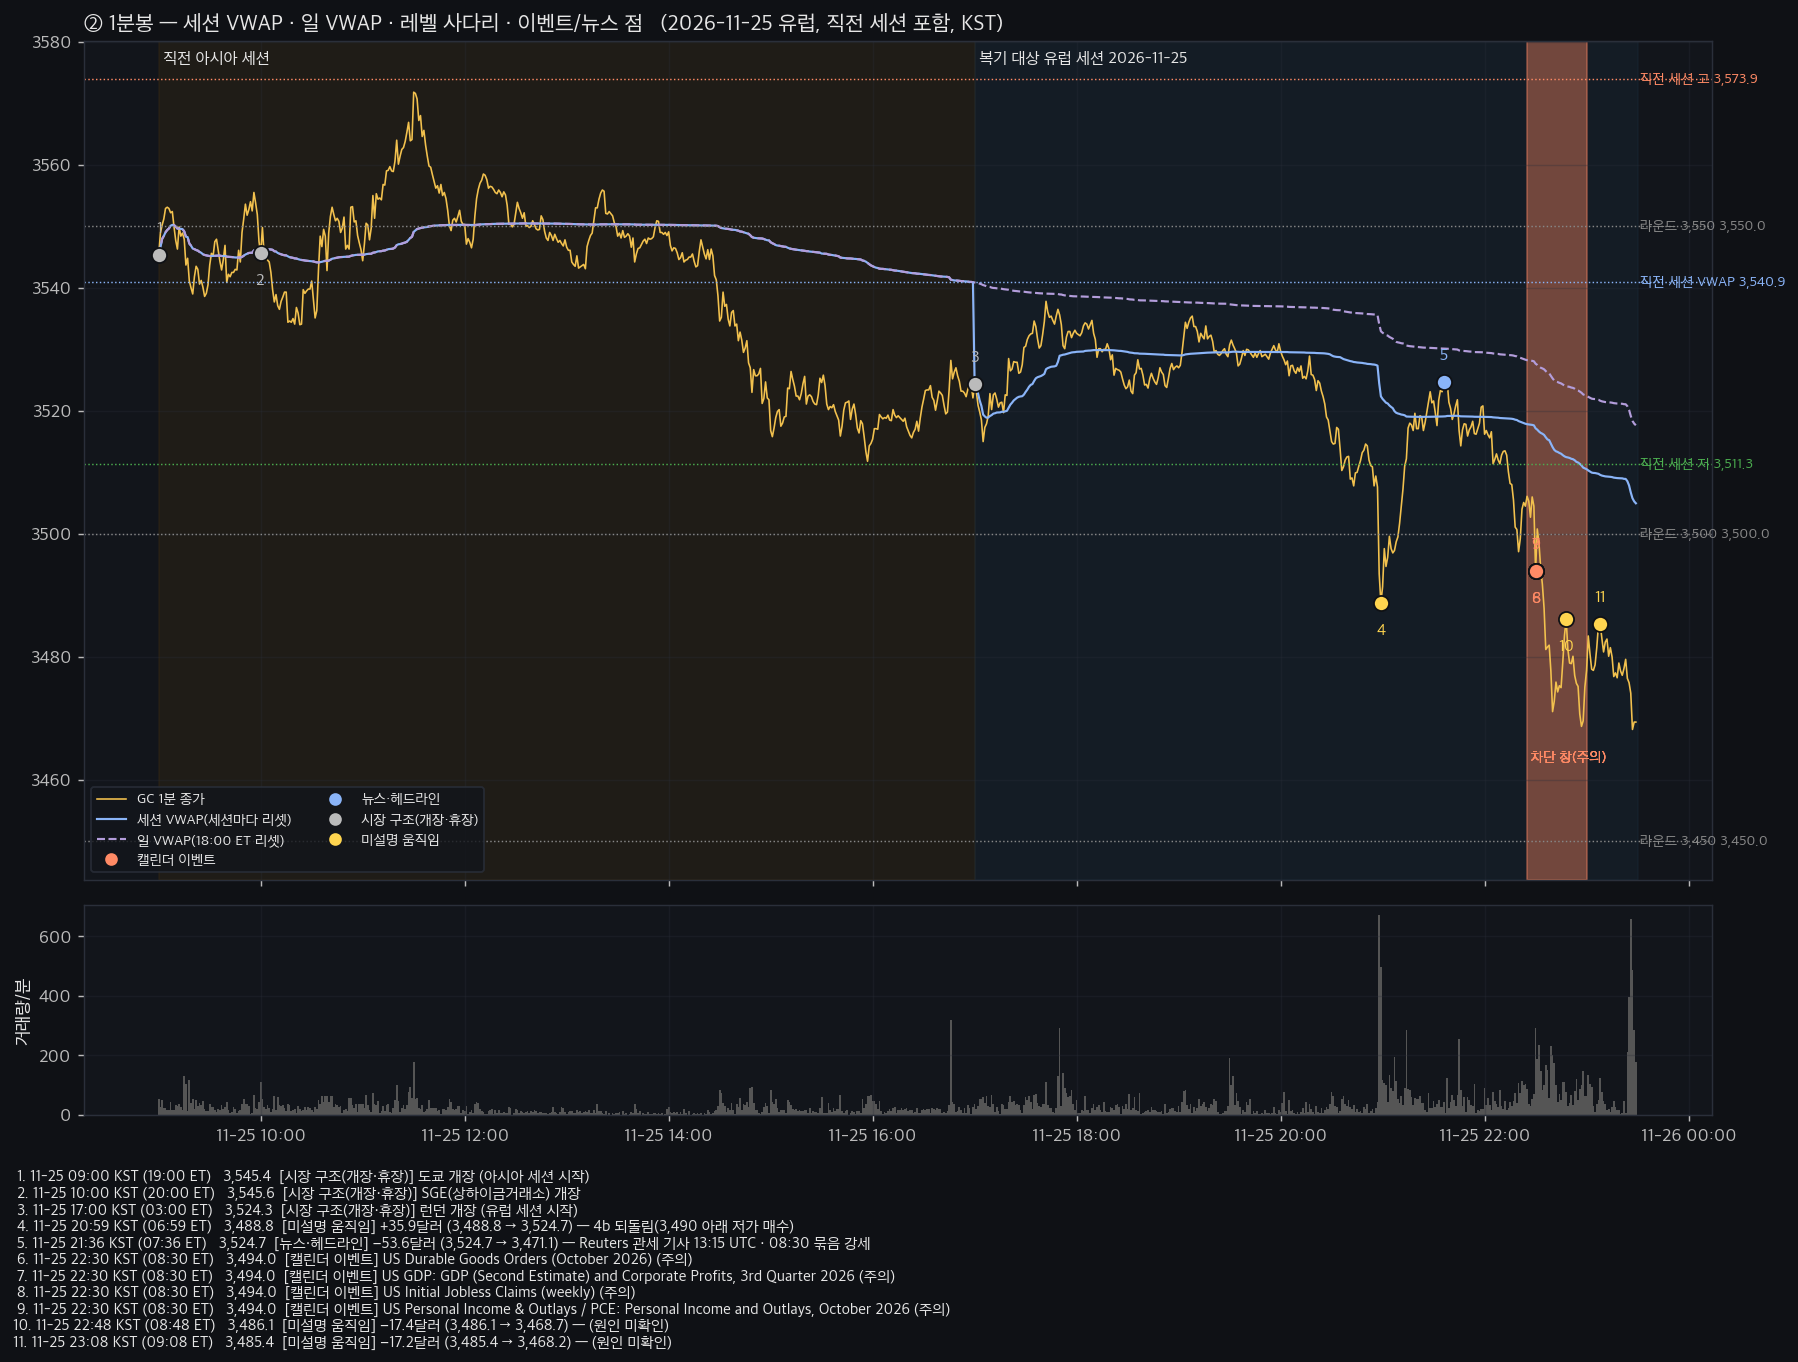 ② 1분봉 — 세션 VWAP · 일 VWAP · 레벨 사다리 · 이벤트/뉴스 점   (2026-11-25 유럽, 직전 세션 포함, KST)
직전 아시아 세션
복기 대상 유럽 세션 2026-11-25
3580
3560
3540
3520
3500
3480
3460
직전 세션 고 3,573.9
라운드 3,550 3,550.0
직전 세션 VWAP 3,540.9
직전 세션 저 3,511.3
라운드 3,500 3,500.0
라운드 3,450 3,450.0
1
2
3
4
5
10
11
차단 창(주의)
GC 1분 종가
세션 VWAP(세션마다 리셋)
일 VWAP(18:00 ET 리셋)
캘린더 이벤트
뉴스·헤드라인
시장 구조(개장·휴장)
미설명 움직임
거래량/분
600
400
200
0
11-25 10:00
11-25 12:00
11-25 14:00
11-25 16:00
11-25 18:00
11-25 20:00
11-25 22:00
11-26 00:00
1. 11-25 09:00 KST (19:00 ET)   3,545.4  [시장 구조(개장·휴장)] 도쿄 개장 (아시아 세션 시작)
2. 11-25 10:00 KST (20:00 ET)   3,545.6  [시장 구조(개장·휴장)] SGE(상하이금거래소) 개장
3. 11-25 17:00 KST (03:00 ET)   3,524.3  [시장 구조(개장·휴장)] 런던 개장 (유럽 세션 시작)
4. 11-25 20:59 KST (06:59 ET)   3,488.8  [미설명 움직임] +35.9달러 (3,488.8 → 3,524.7) — 4b 되돌림(3,490 아래 저가 매수)
5. 11-25 21:36 KST (07:36 ET)   3,524.7  [뉴스·헤드라인] −53.6달러 (3,524.7 → 3,471.1) — Reuters 관세 기사 13:15 UTC · 08:30 묶음 강세
6. 11-25 22:30 KST (08:30 ET)   3,494.0  [캘린더 이벤트] US Durable Goods Orders (October 2026) (주의)
7. 11-25 22:30 KST (08:30 ET)   3,494.0  [캘린더 이벤트] US GDP: GDP (Second Estimate) and Corporate Profits, 3rd Quarter 2026 (주의)
8. 11-25 22:30 KST (08:30 ET)   3,494.0  [캘린더 이벤트] US Initial Jobless Claims (weekly) (주의)
9. 11-25 22:30 KST (08:30 ET)   3,494.0  [캘린더 이벤트] US Personal Income & Outlays / PCE: Personal Income and Outlays, October 2026 (주의)
10. 11-25 22:48 KST (08:48 ET)   3,486.1  [미설명 움직임] −17.4달러 (3,486.1 → 3,468.7) — (원인 미확인)
11. 11-25 23:08 KST (09:08 ET)   3,485.4  [미설명 움직임] −17.2달러 (3,485.4 → 3,468.2) — (원인 미확인)